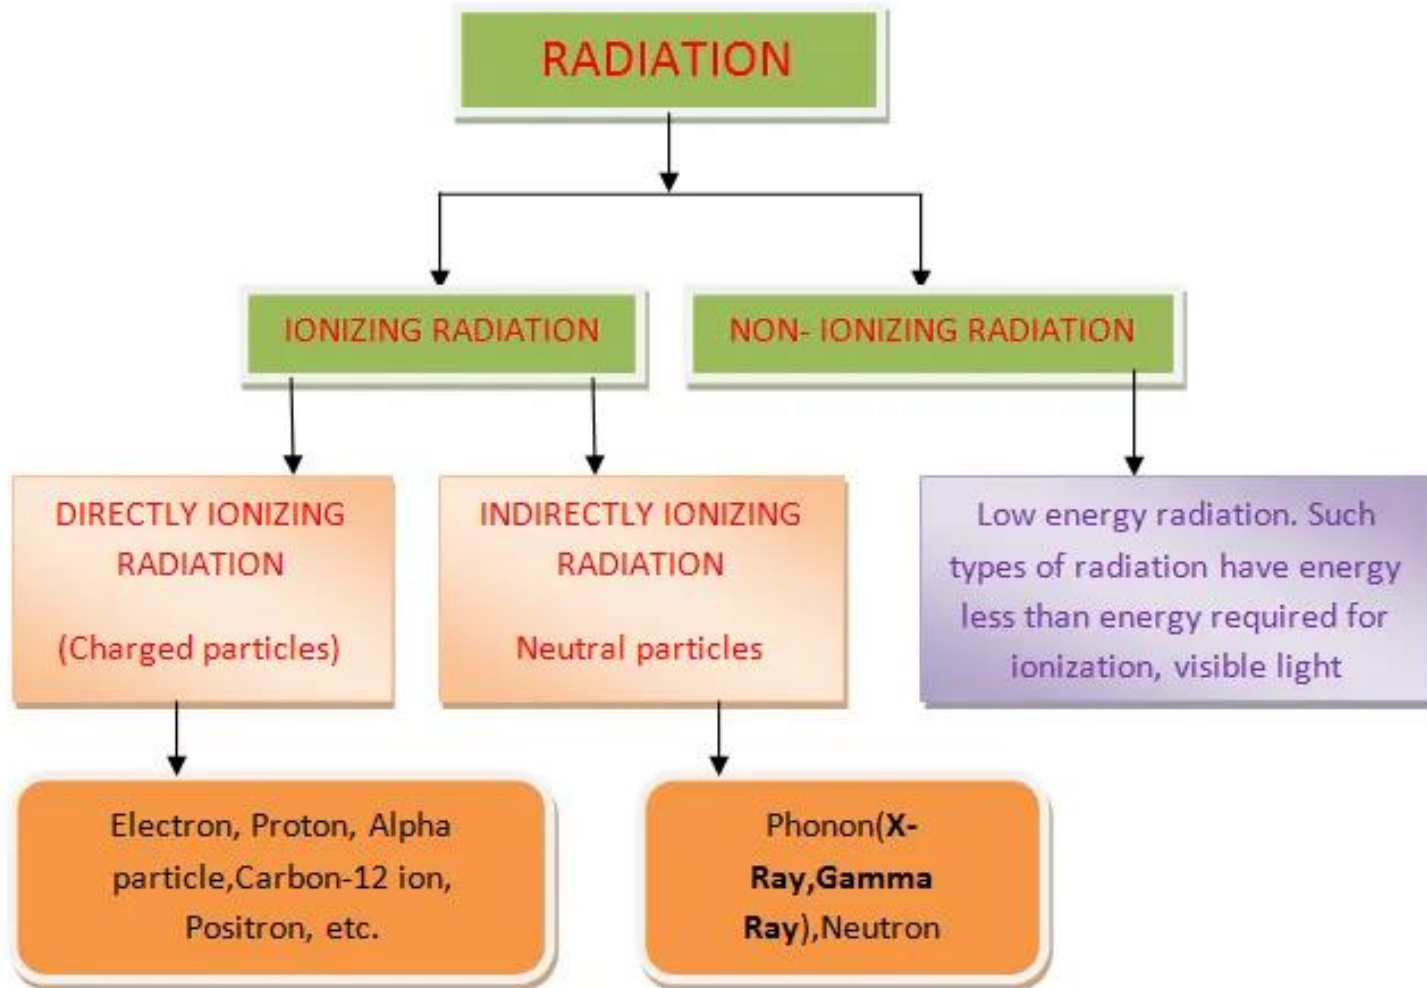 RADIATION
IONIZING RADIATION
NON- IONIZING RADIATION
DIRECTLY IONIZING
RADIATION
(Charged particles)
INDIRECTLY IONIZING
RADIATION
Neutral particles
Low energy radiation. Such
types of radiation have energy
less than energy required for
ionization, visible light
Electron, Proton, Alpha
particle,Carbon-12 ion,
Positron, etc.
Phonon(X-
Ray,Gamma
Ray),Neutron